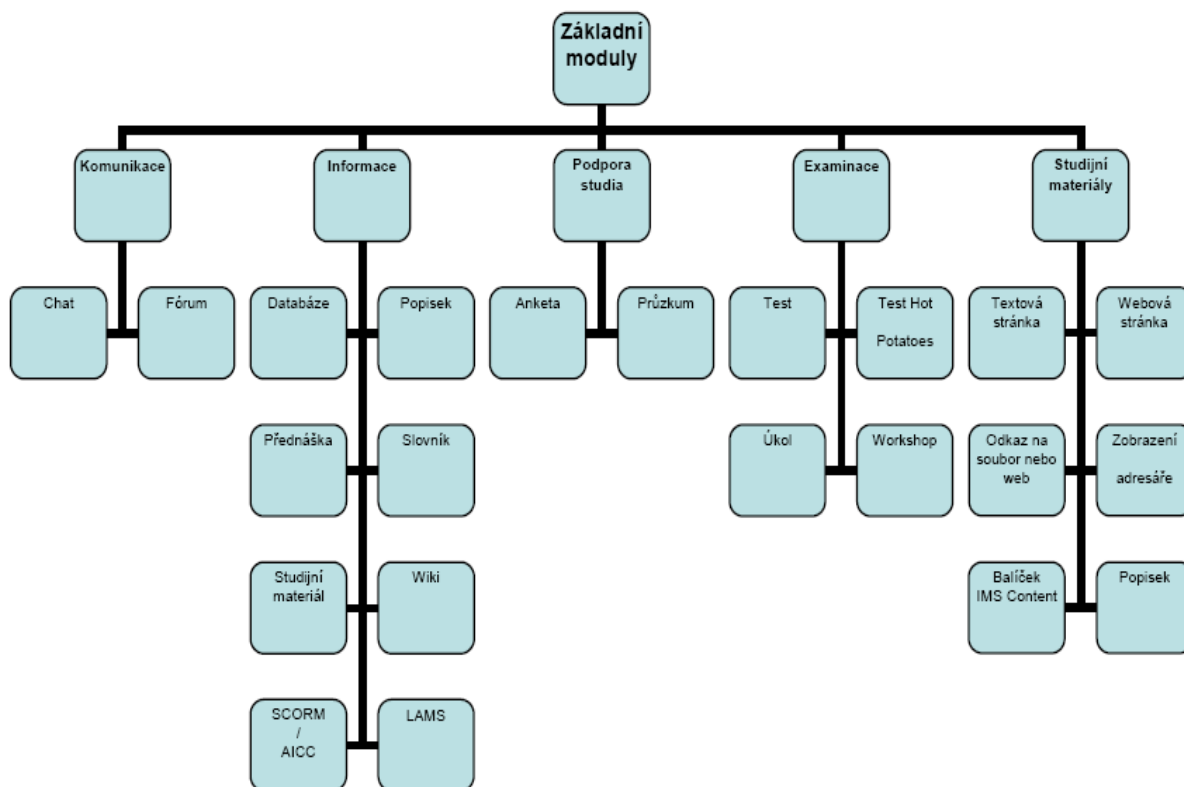 Základní
moduly
Komunikace
Informace
Podpora
studia
Examinace
Studijní
materiály
Chat
Fórum
Databáze
Popisek
Anketa
Průzkum
Test
Test Hot
Potatoes
Textová
stránka
Webová
stránka
Přednáška
Slovník
Úkol
Workshop
Odkaz na
soubor nebo
web
Zobrazení
adresáře
Studijní
materiál
Wiki
Balíček
IMS Content
Popisek
SCORM
/
AICC
LAMS